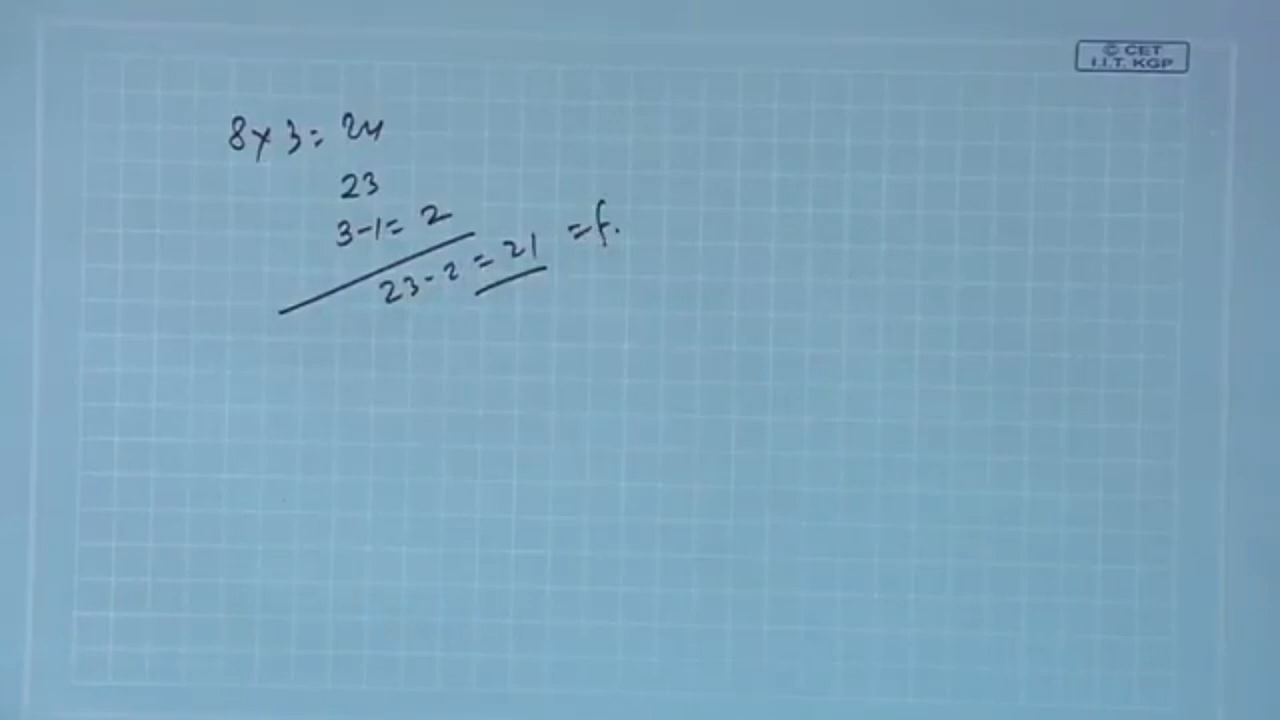 © CET
I.I.T. KGP
8 x 3 = 24
23
3-1= 2
23-2 = 21 = f.